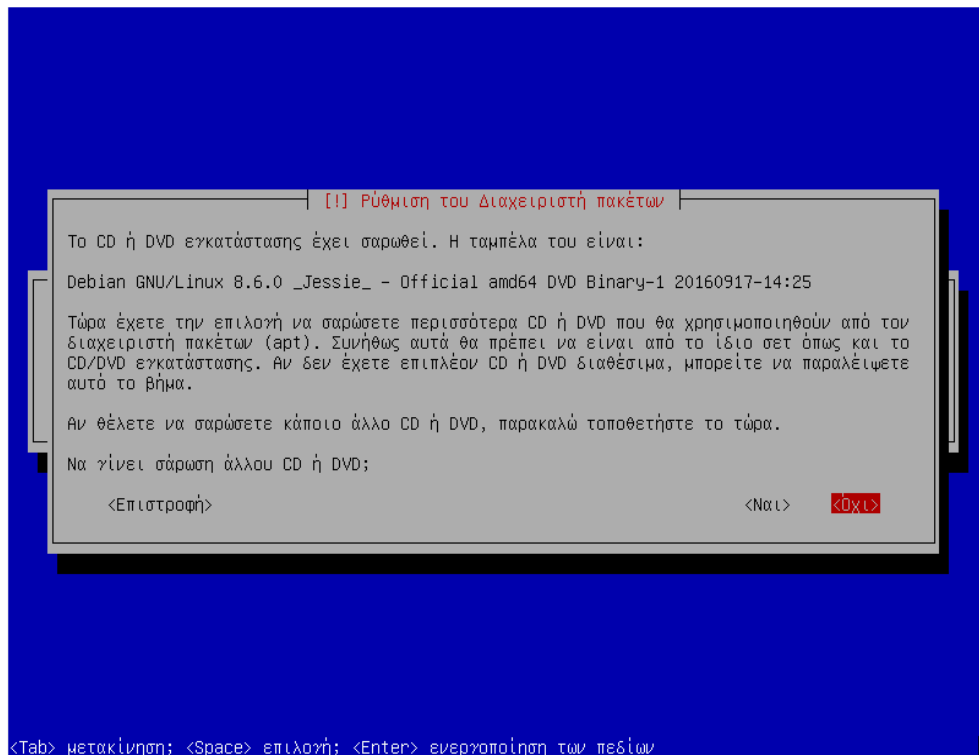 [!] Ρύθμιση του Διαχειριστή πακέτων
Το CD ή DVD εγκατάστασης έχει σαρωθεί. Η ταμπέλα του είναι:
Debian GNU/Linux 8.6.0 _Jessie_ - Official amd64 DVD Binary-1 20160917-14:25
Τώρα έχετε την επιλογή να σαρώσετε περισσότερα CD ή DVD που θα χρησιμοποιηθούν από τον
διαχειριστή πακέτων (apt). Συνήθως αυτά θα πρέπει να είναι από το ίδιο σετ όπως και το
CD/DVD εγκατάστασης. Αν δεν έχετε επιπλέον CD ή DVD διαθέσιμα, μπορείτε να παραλείψετε
αυτό το βήμα.
Αν θέλετε να σαρώσετε κάποιο άλλο CD ή DVD, παρακαλώ τοποθετήστε το τώρα.
Να γίνει σάρωση άλλου CD ή DVD;
<Επιστροφή> <Ναι> <Όχι>
<Tab> μετακίνηση; <Space> επιλογή; <Enter> ενεργοποίηση των πεδίων